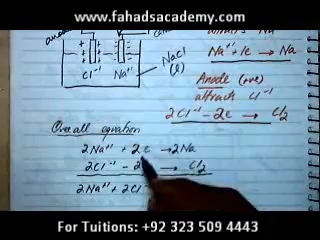 www.fahadsacademy.com
Na⁺¹ + 1e → Na
NaCl
(l)
Cl⁻¹ Na⁺¹
Anode (+ve)
attract Cl⁻¹
2Cl⁻¹ - 2e → Cl₂
Overall equation
2Na⁺¹ + 2e → 2Na
2Cl⁻¹ - 2 → Cl₂
2Na⁺¹ + 2Cl
For Tuitions: +92 323 509 4443